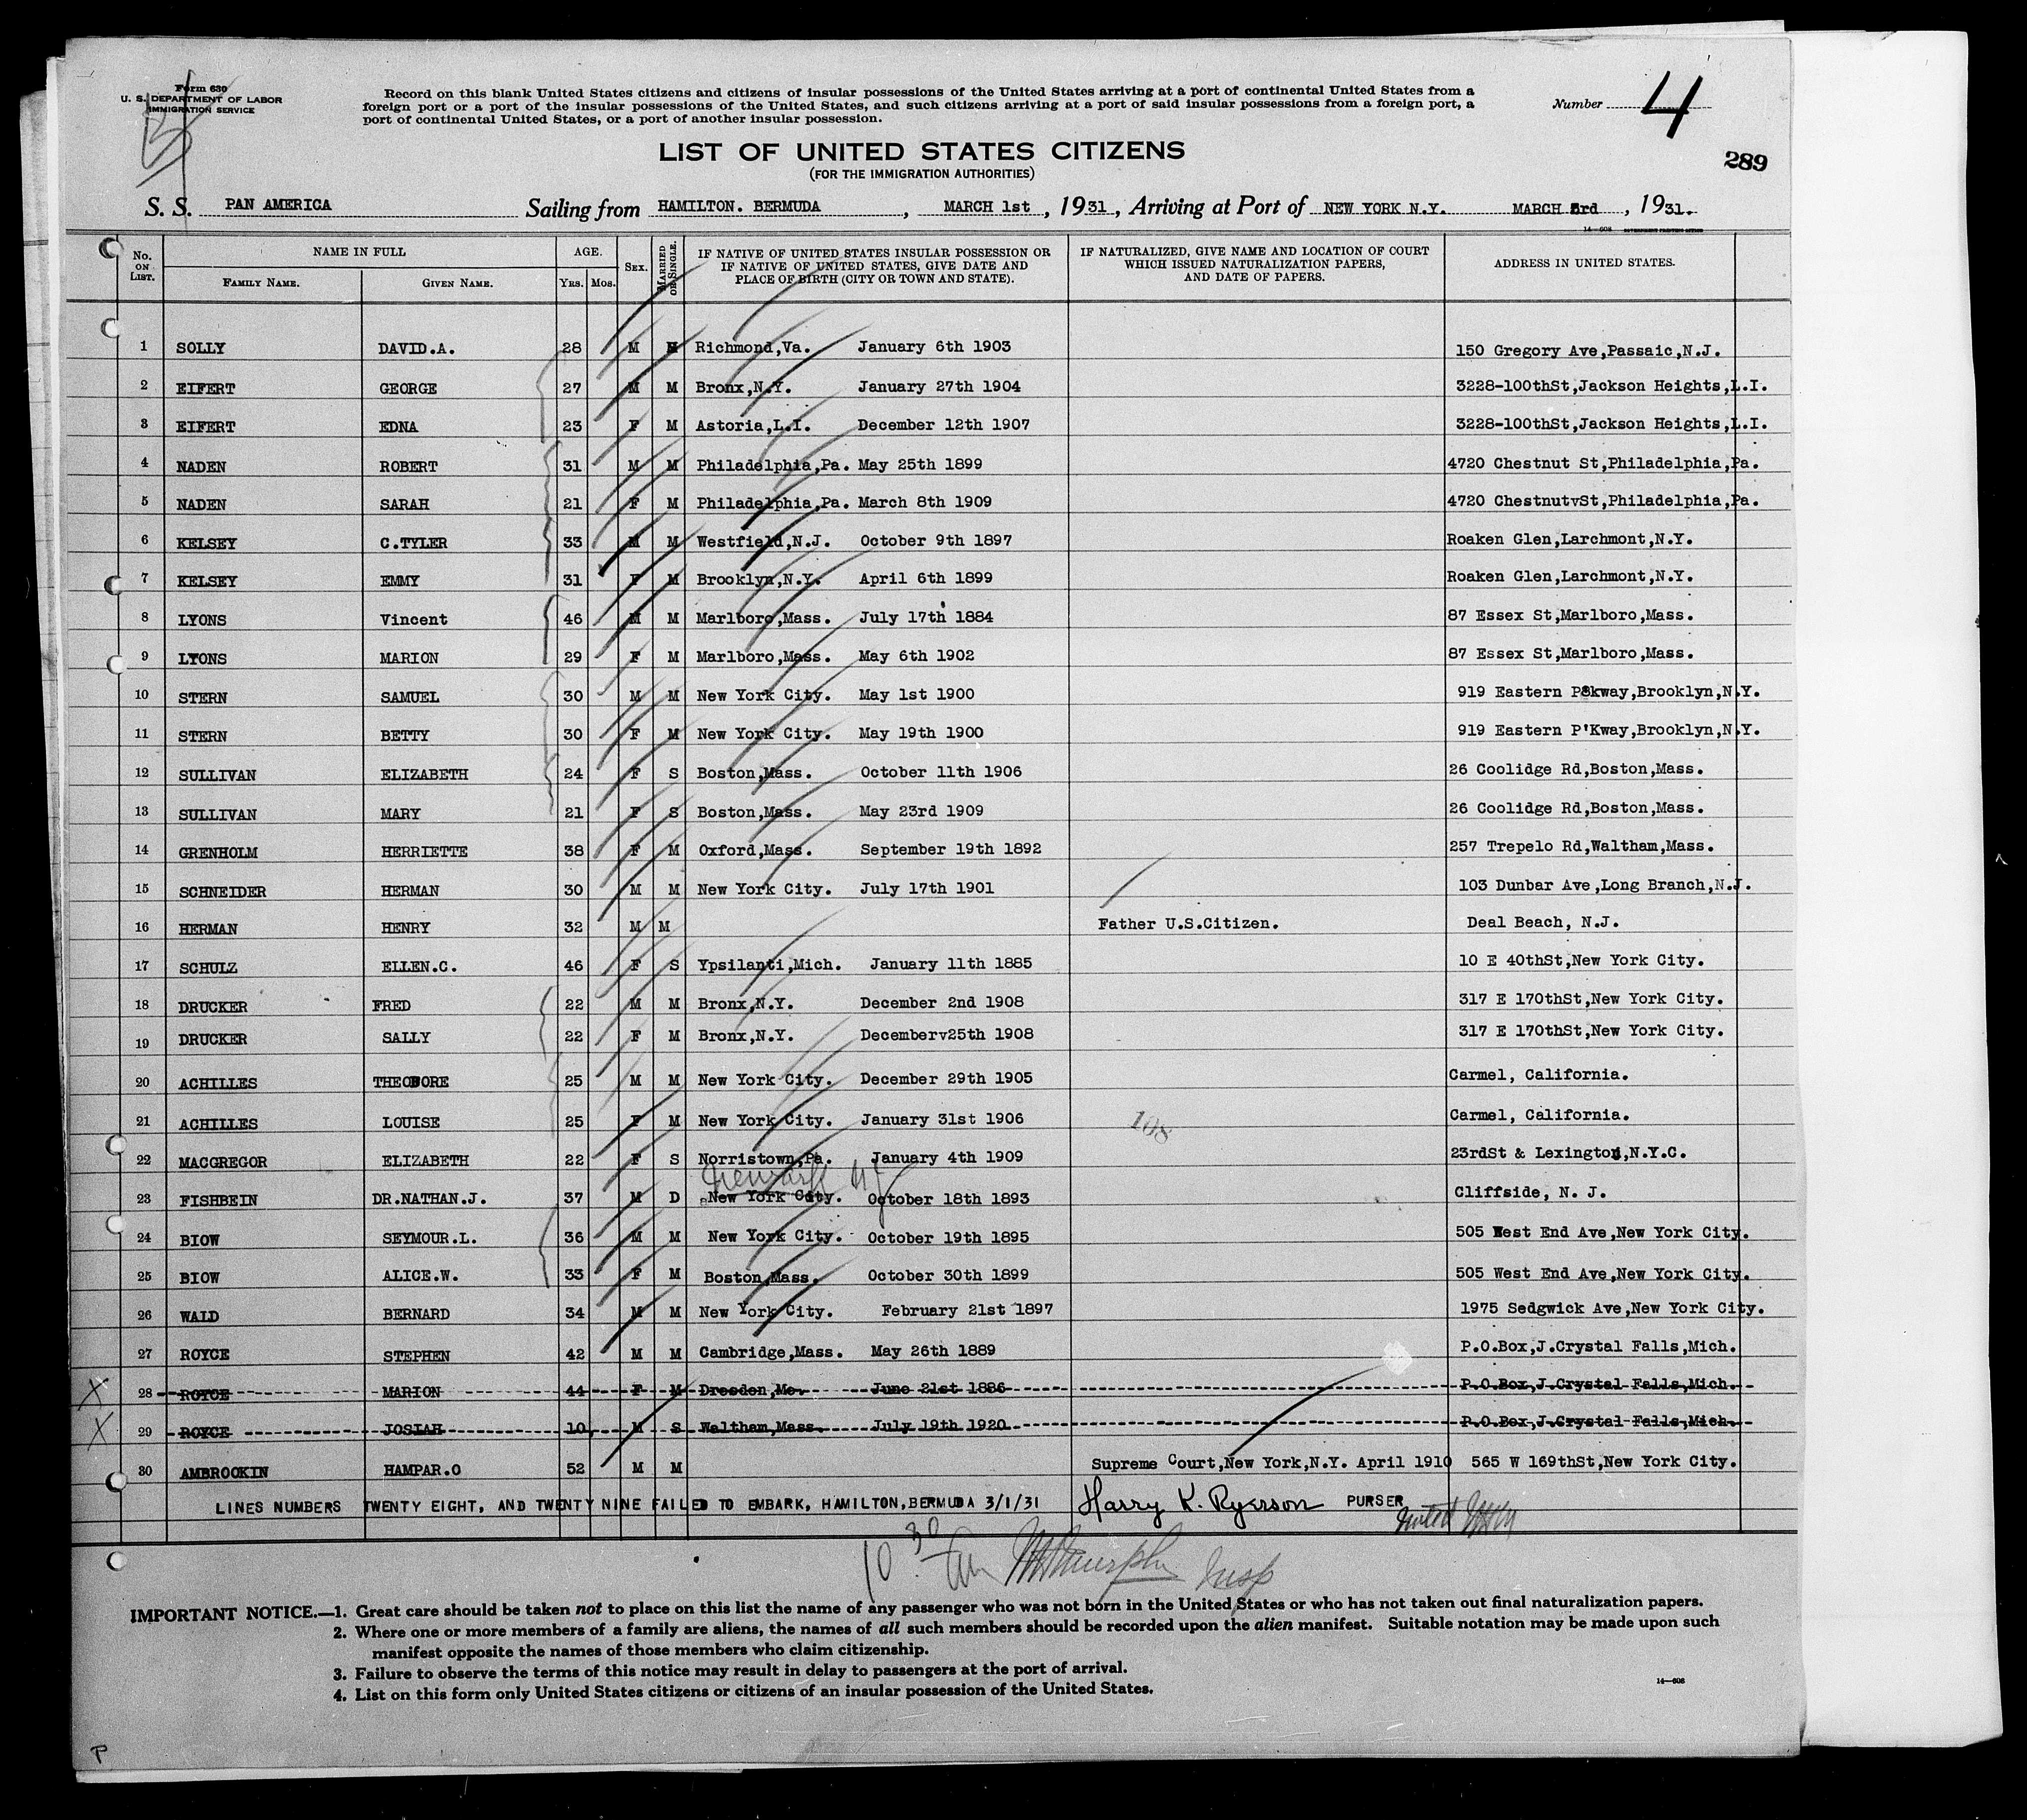 Form 630
U. S. DEPARTMENT OF LABOR
IMMIGRATION SERVICE
Record on this blank United States citizens and citizens of insular possessions of the United States arriving at a port of continental United States from a
foreign port or a port of the insular possessions of the United States, and such citizens arriving at a port of said insular possessions from a foreign port, a
port of continental United States, or a port of another insular possession.
Number 4
289
LIST OF UNITED STATES CITIZENS
(FOR THE IMMIGRATION AUTHORITIES)
S. S. PAN AMERICA Sailing from HAMILTON. BERMUDA, MARCH 1st, 1931, Arriving at Port of NEW YORK N.Y. MARCH 3rd, 1931.
14—608 GOVERNMENT PRINTING OFFICE
No. ON LIST. NAME IN FULL FAMILY NAME. GIVEN NAME. AGE. YRS. MOS. SEX. MARRIED OR SINGLE. IF NATIVE OF UNITED STATES INSULAR POSSESSION OR IF NATIVE OF UNITED STATES, GIVE DATE AND PLACE OF BIRTH (CITY OR TOWN AND STATE). IF NATURALIZED, GIVE NAME AND LOCATION OF COURT WHICH ISSUED NATURALIZATION PAPERS, AND DATE OF PAPERS. ADDRESS IN UNITED STATES.
1 SOLLY DAVID.A. 28 M Richmond,Va. January 6th 1903 150 Gregory Ave,Passaic,N.J.
2 EIFERT GEORGE 27 M M Bronx,N.Y. January 27th 1904 3228-100thSt,Jackson Heights,L.I.
3 EIFERT EDNA 23 F M Astoria,L.I. December 12th 1907 3228-100thSt,Jackson Heights,L.I.
4 NADEN ROBERT 31 M M Philadelphia,Pa. May 25th 1899 4720 Chestnut St,Philadelphia,Pa.
5 NADEN SARAH 21 F M Philadelphia,Pa. March 8th 1909 4720 ChestnutvSt,Philadelphia,Pa.
6 KELSEY C.TYLER 33 M M Westfield,N.J. October 9th 1897 Roaken Glen,Larchmont,N.Y.
7 KELSEY EMMY 31 F M Brooklyn,N.Y. April 6th 1899 Roaken Glen,Larchmont,N.Y.
8 LYONS Vincent 46 M M Marlboro,Mass. July 17th 1884 87 Essex St,Marlboro,Mass.
9 LYONS MARION 29 F M Marlboro,Mass. May 6th 1902 87 Essex St,Marlboro,Mass.
10 STERN SAMUEL 30 M M New York City. May 1st 1900 919 Eastern P'kway,Brooklyn,N.Y.
11 STERN BETTY 30 F M New York City. May 19th 1900 919 Eastern P'Kway,Brooklyn,N.Y.
12 SULLIVAN ELIZABETH 24 F S Boston,Mass. October 11th 1906 26 Coolidge Rd,Boston,Mass.
13 SULLIVAN MARY 21 F S Boston,Mass. May 23rd 1909 26 Coolidge Rd,Boston,Mass.
14 GRENHOLM HERRIETTE 38 F M Oxford,Mass. September 19th 1892 257 Trepelo Rd,Waltham,Mass.
15 SCHNEIDER HERMAN 30 M M New York City. July 17th 1901 103 Dunbar Ave,Long Branch,N.J.
16 HERMAN HENRY 32 M M Father U.S.Citizen. Deal Beach, N.J.
17 SCHULZ ELLEN.C. 46 F S Ypsilanti,Mich. January 11th 1885 10 E 40thSt,New York City.
18 DRUCKER FRED 22 M M Bronx,N.Y. December 2nd 1908 317 E 170thSt,New York City.
19 DRUCKER SALLY 22 F M Bronx,N.Y. Decemberv25th 1908 317 E 170thSt,New York City.
20 ACHILLES THEODORE 25 M M New York City. December 29th 1905 Carmel, California.
21 ACHILLES LOUISE 25 F M New York City. January 31st 1906 108 Carmel, California.
22 MACGREGOR ELIZABETH 22 F S Norristown,Pa. January 4th 1909 23rdSt & Lexington,N.Y.C.
Newark NJ
23 FISHBEIN DR.NATHAN.J. 37 M D New York City. October 18th 1893 Cliffside, N. J.
24 BIOW SEYMOUR.L. 36 M M New York City. October 19th 1895 505 West End Ave,New York City.
25 BIOW ALICE.W. 33 F M Boston,Mass. October 30th 1899 505 West End Ave,New York City.
26 WALD BERNARD 34 M M New York City. February 21st 1897 1975 Sedgwick Ave,New York City.
27 ROYCE STEPHEN 42 M M Cambridge,Mass. May 26th 1889 P.O.Box,J.Crystal Falls,Mich.
X 28 ROYCE MARION 44 F M Dresden,Me. June 21st 1886 P.O.Box,J.Crystal Falls,Mich.
X 29 ROYCE JOSIAH 10 M S Waltham,Mass. July 19th 1920 P.O.Box,J.Crystal Falls,Mich.
30 AMBROOKIN HAMPAR.O 52 M M Supreme Court,New York,N.Y. April 1910 565 W 169thSt,New York City.
LINES NUMBERS TWENTY EIGHT, AND TWENTY NINE FAILED TO EMBARK, HAMILTON,BERMUDA 3/1/31 Harry K. Ryerson PURSER
10 30 am Murphy Insp
IMPORTANT NOTICE.—1. Great care should be taken not to place on this list the name of any passenger who was not born in the United States or who has not taken out final naturalization papers.
2. Where one or more members of a family are aliens, the names of all such members should be recorded upon the alien manifest. Suitable notation may be made upon such
manifest opposite the names of those members who claim citizenship.
3. Failure to observe the terms of this notice may result in delay to passengers at the port of arrival.
4. List on this form only United States citizens or citizens of an insular possession of the United States.
14—608
P